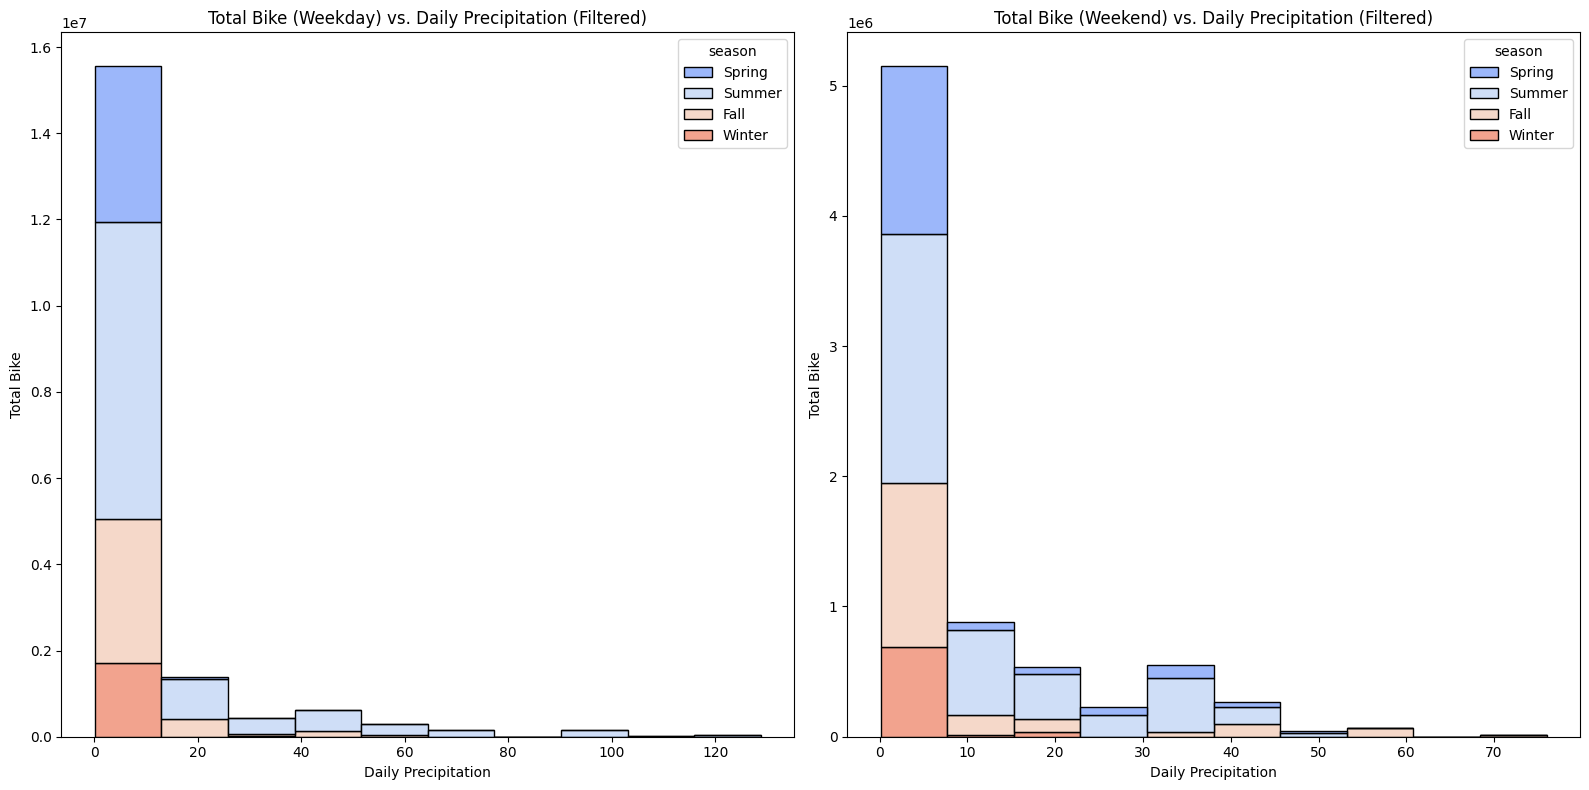 Total Bike (Weekday) vs. Daily Precipitation (Filtered)
1e7
1.6
1.4
1.2
1.0
0.8
0.6
0.4
0.2
0.0
Total Bike
0
20
40
60
80
100
120
Daily Precipitation
season
Spring
Summer
Fall
Winter
Total Bike (Weekend) vs. Daily Precipitation (Filtered)
1e6
5
4
3
2
1
0
Total Bike
0
10
20
30
40
50
60
70
Daily Precipitation
season
Spring
Summer
Fall
Winter